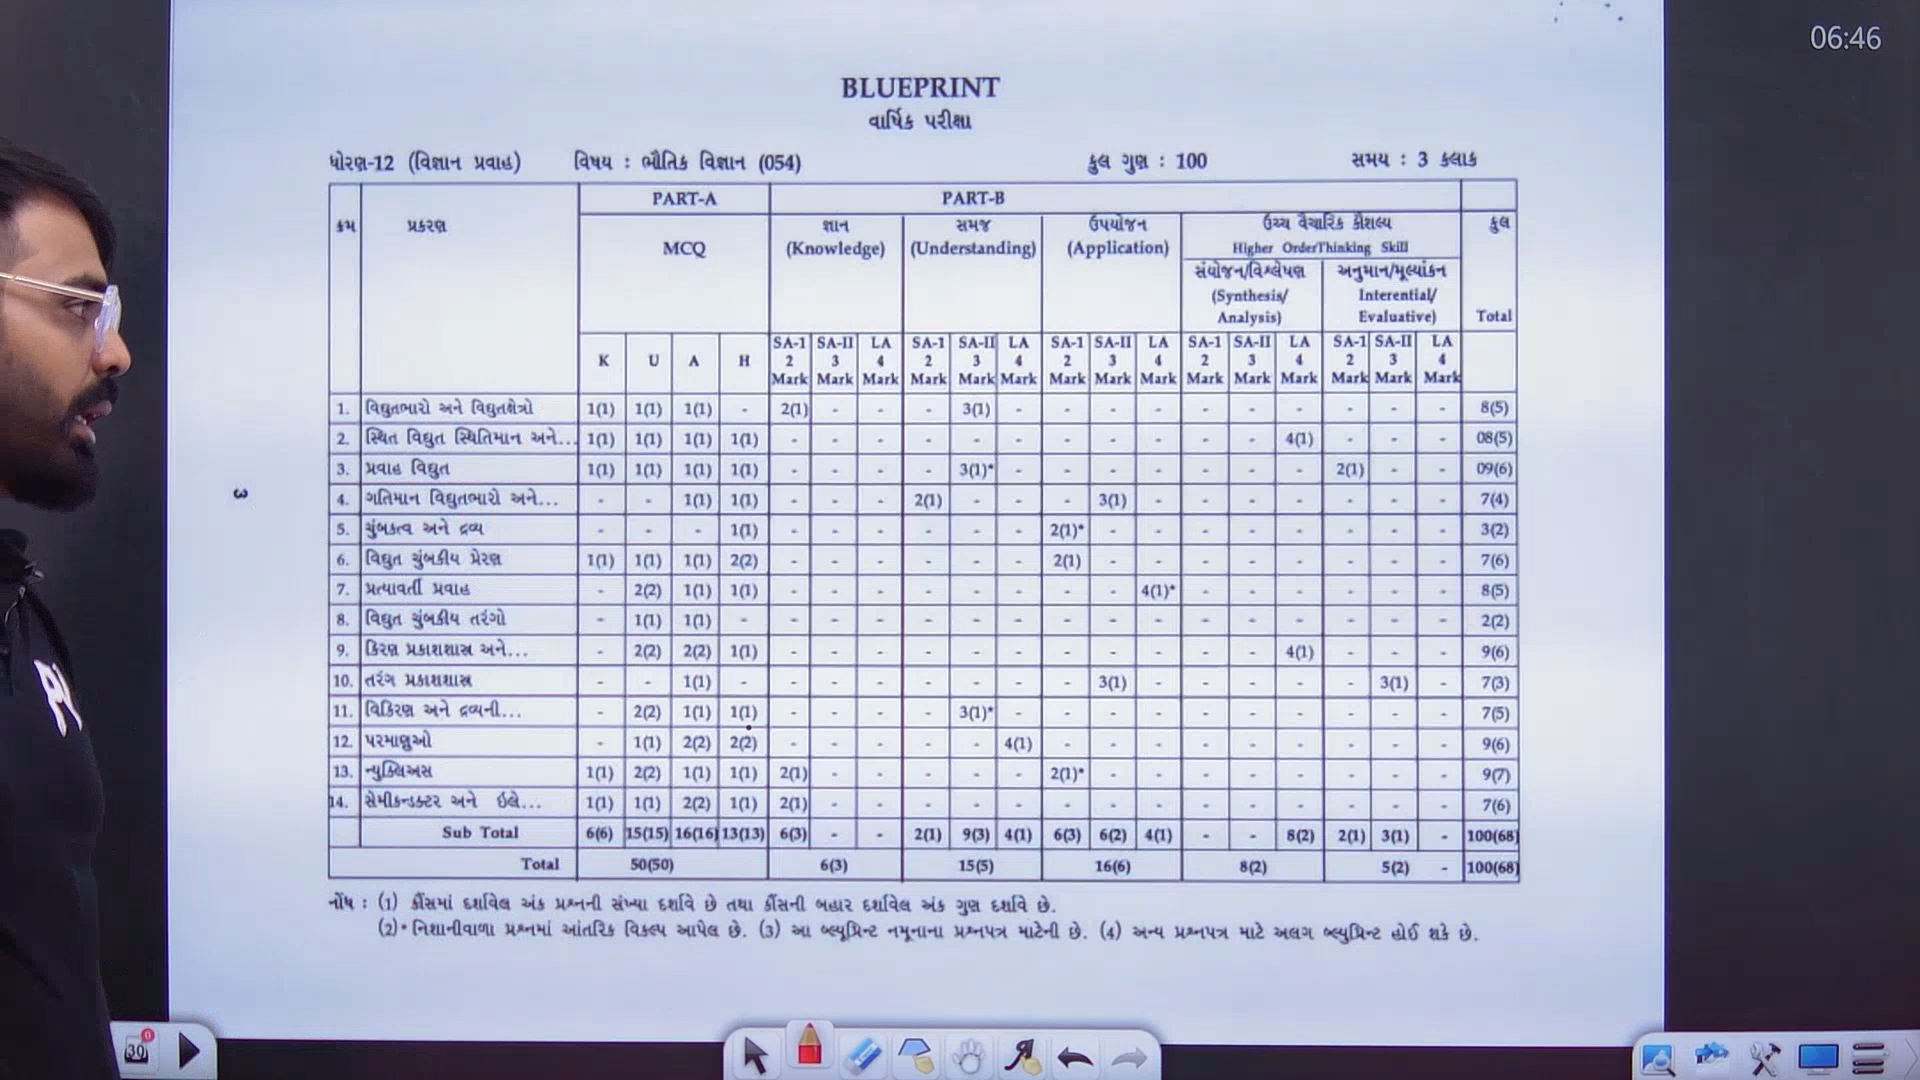 06:46
BLUEPRINT
વાર્ષિક પરીક્ષા
ધોરણ-12 (વિજ્ઞાન પ્રવાહ) વિષય : ભૌતિક વિજ્ઞાન (054) કુલ ગુણ : 100 સમય : 3 કલાક
PART-A PART-B
ક્રમ પ્રકરણ MCQ જ્ઞાન (Knowledge) સમજ (Understanding) ઉપયોજન (Application) ઉચ્ચ વૈચારિક કૌશલ્ય Higher OrderThinking Skill કુલ
સંયોજન/વિશ્લેષણ (Synthesis/ Analysis) અનુમાન/મૂલ્યાંકન Interential/ Evaluative) Total
K U A H SA-1 2 Mark SA-II 3 Mark LA 4 Mark SA-1 2 Mark SA-II 3 Mark LA 4 Mark SA-1 2 Mark SA-II 3 Mark LA 4 Mark SA-1 2 Mark SA-II 3 Mark LA 4 Mark SA-1 2 Mark SA-II 3 Mark LA 4 Mark
1. વિદ્યુતભારો અને વિદ્યુતક્ષેત્રો 1(1) 1(1) 1(1) - 2(1) - - - 3(1) - - - - - - - - - - 8(5)
2. સ્થિત વિદ્યુત સ્થિતિમાન અને... 1(1) 1(1) 1(1) 1(1) - - - - - - - - - - - 4(1) - - - 08(5)
3. પ્રવાહ વિદ્યુત 1(1) 1(1) 1(1) 1(1) - - - - 3(1)* - - - - - - - 2(1) - - 09(6)
4. ગતિમાન વિદ્યુતભારો અને... - - 1(1) 1(1) - - - 2(1) - - - 3(1) - - - - - - - 7(4)
5. ચુંબકત્વ અને દ્રવ્ય - - - 1(1) - - - - - - 2(1)* - - - - - - - - 3(2)
6. વિદ્યુત ચુંબકીય પ્રેરણ 1(1) 1(1) 1(1) 2(2) - - - - - - 2(1) - - - - - - - - 7(6)
7. પ્રત્યાવર્તી પ્રવાહ - 2(2) 1(1) 1(1) - - - - - - - - 4(1)* - - - - - - 8(5)
8. વિદ્યુત ચુંબકીય તરંગો - 1(1) 1(1) - - - - - - - - - - - - - - - - 2(2)
9. કિરણ પ્રકાશશાસ્ત્ર અને... - 2(2) 2(2) 1(1) - - - - - - - - - - - 4(1) - - - 9(6)
10. તરંગ પ્રકાશશાસ્ત્ર - - 1(1) - - - - - - - - 3(1) - - - - - 3(1) - 7(3)
11. વિકિરણ અને દ્રવ્યની... - 2(2) 1(1) 1(1) - - - - 3(1)* - - - - - - - - - - 7(5)
12. પરમાણુઓ - 1(1) 2(2) 2(2) - - - - - 4(1) - - - - - - - - - 9(6)
13. ન્યુક્લિઅસ 1(1) 2(2) 1(1) 1(1) 2(1) - - - - - 2(1)* - - - - - - - - 9(7)
14. સેમીકન્ડક્ટર અને ઇલે... 1(1) 1(1) 2(2) 1(1) 2(1) - - - - - - - - - - - - - - 7(6)
Sub Total 6(6) 15(15) 16(16) 13(13) 6(3) - - 2(1) 9(3) 4(1) 6(3) 6(2) 4(1) - - 8(2) 2(1) 3(1) - 100(68)
Total 50(50) 6(3) 15(5) 16(6) 8(2) 5(2) - 100(68)
નોંધ : (1) કૌંસમાં દર્શાવેલ અંક પ્રશ્નની સંખ્યા દર્શાવે છે તથા કૌંસની બહાર દર્શાવેલ અંક ગુણ દર્શાવે છે.
(2)* નિશાનીવાળા પ્રશ્નમાં આંતરિક વિકલ્પ આપેલ છે. (3) આ બ્લ્યૂપ્રિન્ટ નમૂનાના પ્રશ્નપત્ર માટેની છે. (4) અન્ય પ્રશ્નપત્ર માટે અલગ બ્લ્યુપ્રિન્ટ હોઈ શકે છે.
30
0